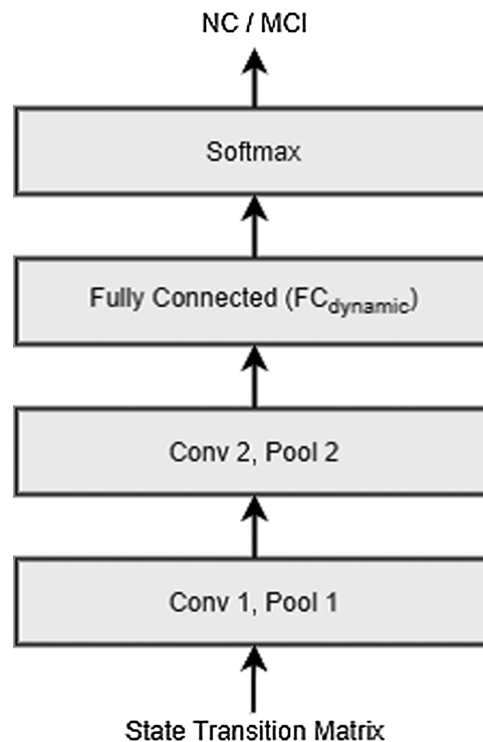 NC / MCI
Softmax
Fully Connected (FCdynamic)
Conv 2, Pool 2
Conv 1, Pool 1
State Transition Matrix